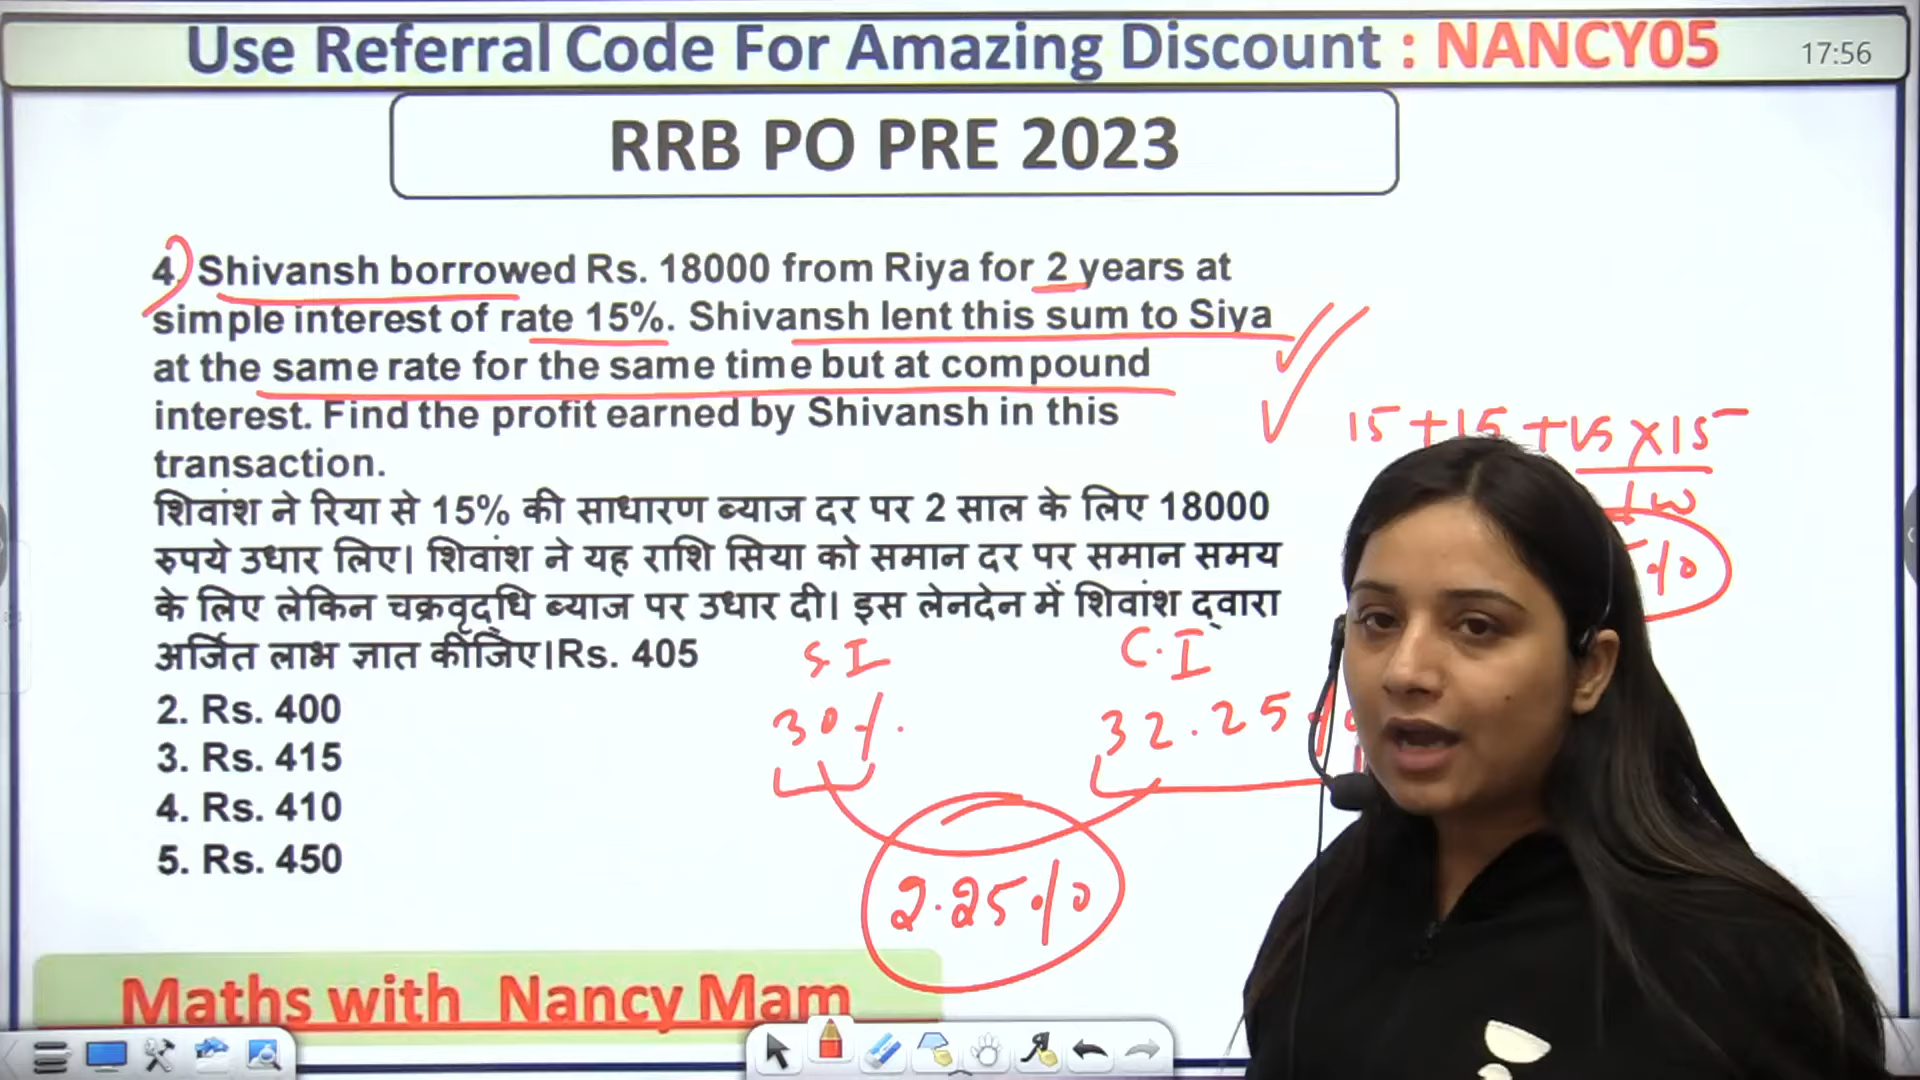 Use Referral Code For Amazing Discount : NANCY05
17:56
RRB PO PRE 2023
4. Shivansh borrowed Rs. 18000 from Riya for 2 years at
simple interest of rate 15%. Shivansh lent this sum to Siya
at the same rate for the same time but at compound
interest. Find the profit earned by Shivansh in this
transaction.
शिवांश ने रिया से 15% की साधारण ब्याज दर पर 2 साल के लिए 18000
रुपये उधार लिए। शिवांश ने यह राशि सिया को समान दर पर समान समय
के लिए लेकिन चक्रवृद्धि ब्याज पर उधार दी। इस लेनदेन में शिवांश द्वारा
अर्जित लाभ ज्ञात कीजिए।Rs. 405
2. Rs. 400
3. Rs. 415
4. Rs. 410
5. Rs. 450
15 + 15 + 15 × 15
100
%
S.I
C.I
30%.
32.25%
2.25%
Maths with Nancy Mam